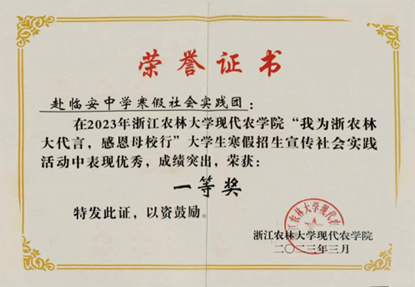 荣誉证书
赴临安中学寒假社会实践团:
在2023年浙江农林大学现代农学院“我为浙农林
大代言,感恩母校行”大学生寒假招生宣传社会实践
活动中表现优秀,成绩突出,荣获:
一等奖
特发此证,以资鼓励。
浙江农林大学现代农学院
二〇二三年三月